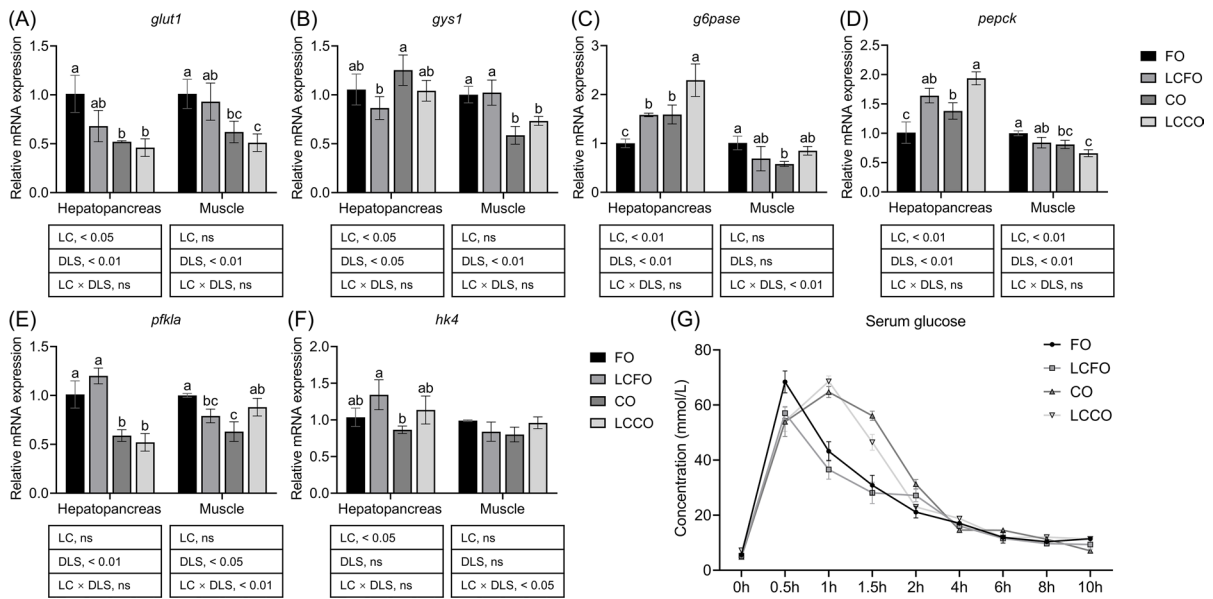 (A) glut1
Relative mRNA expression
1.5
1.0
0.5
0.0
a ab b b a ab bc c
Hepatopancreas Muscle
LC, < 0.05
DLS, < 0.01
LC × DLS, ns
LC, ns
DLS, < 0.01
LC × DLS, ns
(B) gys1
Relative mRNA expression
1.5
1.0
0.5
0.0
ab b a ab a a b b
Hepatopancreas Muscle
LC, < 0.05
DLS, < 0.05
LC × DLS, ns
LC, ns
DLS, < 0.01
LC × DLS, ns
(C) g6pase
Relative mRNA expression
3
2
1
0
c b b a a ab b ab
Hepatopancreas Muscle
LC, < 0.01
DLS, < 0.01
LC × DLS, ns
LC, ns
DLS, ns
LC × DLS, < 0.01
(D) pepck
Relative mRNA expression
2.5
2.0
1.5
1.0
0.5
0.0
c ab b a a ab bc c
Hepatopancreas Muscle
LC, < 0.01
DLS, < 0.01
LC × DLS, ns
LC, < 0.01
DLS, < 0.01
LC × DLS, ns
FO
LCFO
CO
LCCO
(E) pfkla
Relative mRNA expression
1.5
1.0
0.5
0.0
a a b b a bc c ab
Hepatopancreas Muscle
LC, ns
DLS, < 0.01
LC × DLS, ns
LC, ns
DLS, < 0.05
LC × DLS, < 0.01
(F) hk4
Relative mRNA expression
2.0
1.5
1.0
0.5
0.0
ab a b ab
Hepatopancreas Muscle
LC, < 0.05
DLS, ns
LC × DLS, ns
LC, ns
DLS, ns
LC × DLS, < 0.05
FO
LCFO
CO
LCCO
(G) Serum glucose
Concentration (mmol/L)
80
60
40
20
0
0h 0.5h 1h 1.5h 2h 4h 6h 8h 10h
FO
LCFO
CO
LCCO